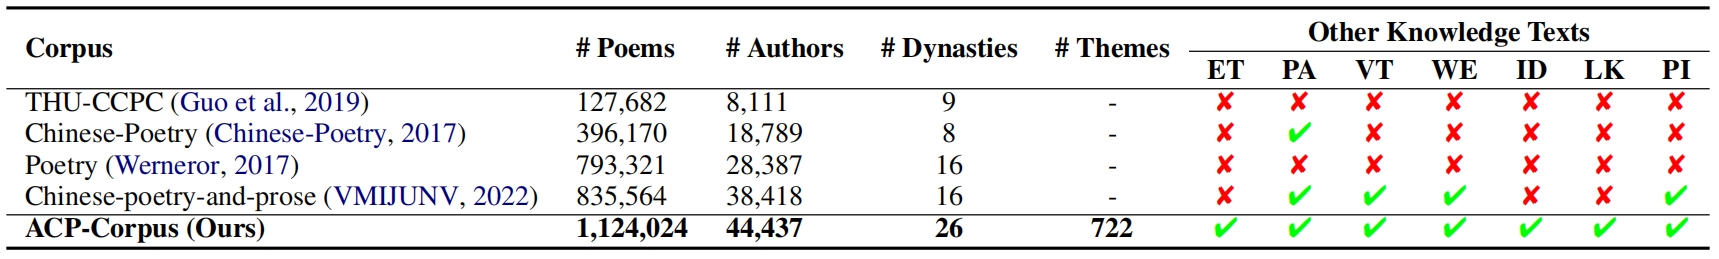 Corpus # Poems # Authors # Dynasties # Themes Other Knowledge Texts
ET PA VT WE ID LK PI
THU-CCPC (Guo et al., 2019) 127,682 8,111 9 - ✘ ✘ ✘ ✘ ✘ ✘ ✘
Chinese-Poetry (Chinese-Poetry, 2017) 396,170 18,789 8 - ✘ ✔ ✘ ✘ ✘ ✘ ✘
Poetry (Werneror, 2017) 793,321 28,387 16 - ✘ ✘ ✘ ✘ ✘ ✘ ✘
Chinese-poetry-and-prose (VMIJUNV, 2022) 835,564 38,418 16 - ✘ ✔ ✔ ✔ ✘ ✘ ✔
ACP-Corpus (Ours) 1,124,024 44,437 26 722 ✔ ✔ ✔ ✔ ✔ ✔ ✔